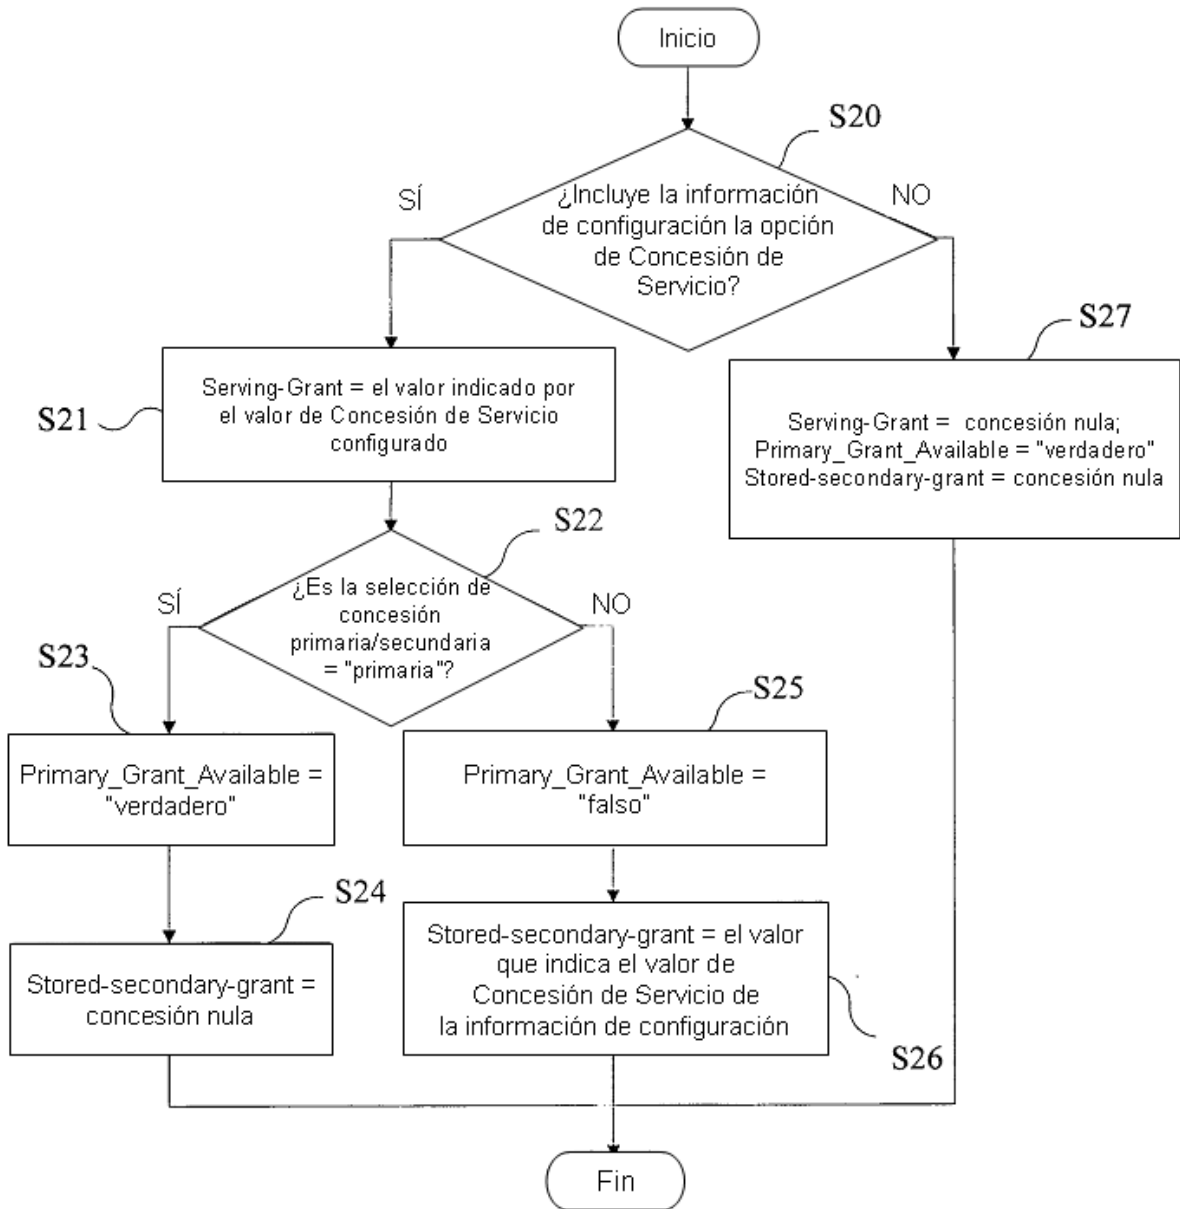 Inicio
S20
¿Incluye la información
de configuración la opción
de Concesión de
Servicio?
SÍ
NO
S27
S21
Serving-Grant = el valor indicado por
el valor de Concesión de Servicio
configurado
Serving-Grant = concesión nula;
Primary_Grant_Available = "verdadero"
Stored-secondary-grant = concesión nula
S22
¿Es la selección de
concesión
primaria/secundaria
= "primaria"?
SÍ
NO
S23
S25
Primary_Grant_Available =
"verdadero"
Primary_Grant_Available =
"falso"
S24
Stored-secondary-grant =
concesión nula
Stored-secondary-grant = el valor
que indica el valor de
Concesión de Servicio de
la información de configuración
S26
Fin